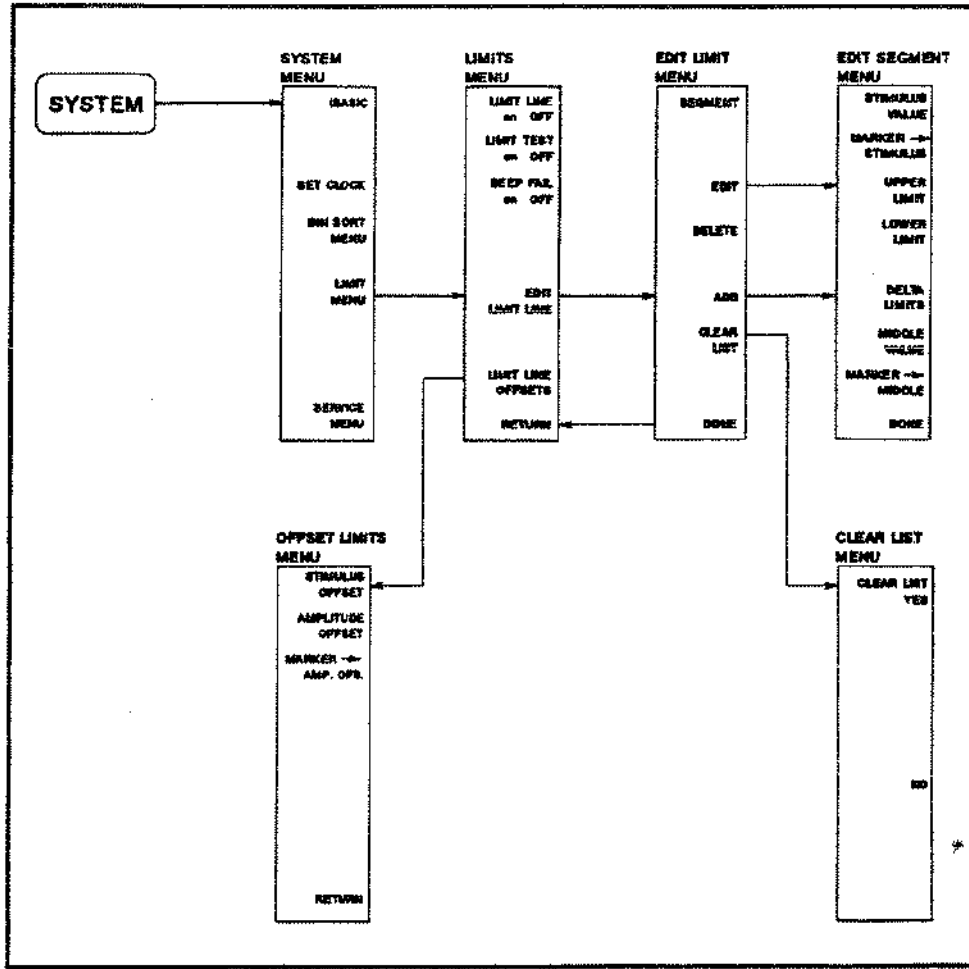 SYSTEM
SYSTEM
MENU
IBASIC
SET CLOCK
BIN SORT
MENU
LIMIT
MENU
SERVICE
MENU
LIMITS
MENU
LIMIT LINE
on OFF
LIMIT TEST
on OFF
BEEP FAIL
on OFF
EDIT
LIMIT LINE
LIMIT LINE
OFFSETS
RETURN
EDIT LIMIT
MENU
SEGMENT
EDIT
DELETE
ADD
CLEAR
LIST
DONE
EDIT SEGMENT
MENU
STIMULUS
VALUE
MARKER →
STIMULUS
UPPER
LIMIT
LOWER
LIMIT
DELTA
LIMITS
MIDDLE
VALUE
MARKER →
MIDDLE
DONE
OFFSET LIMITS
MENU
STIMULUS
OFFSET
AMPLITUDE
OFFSET
MARKER →
AMP. OFS.
RETURN
CLEAR LIST
MENU
CLEAR LIST
YES
NO